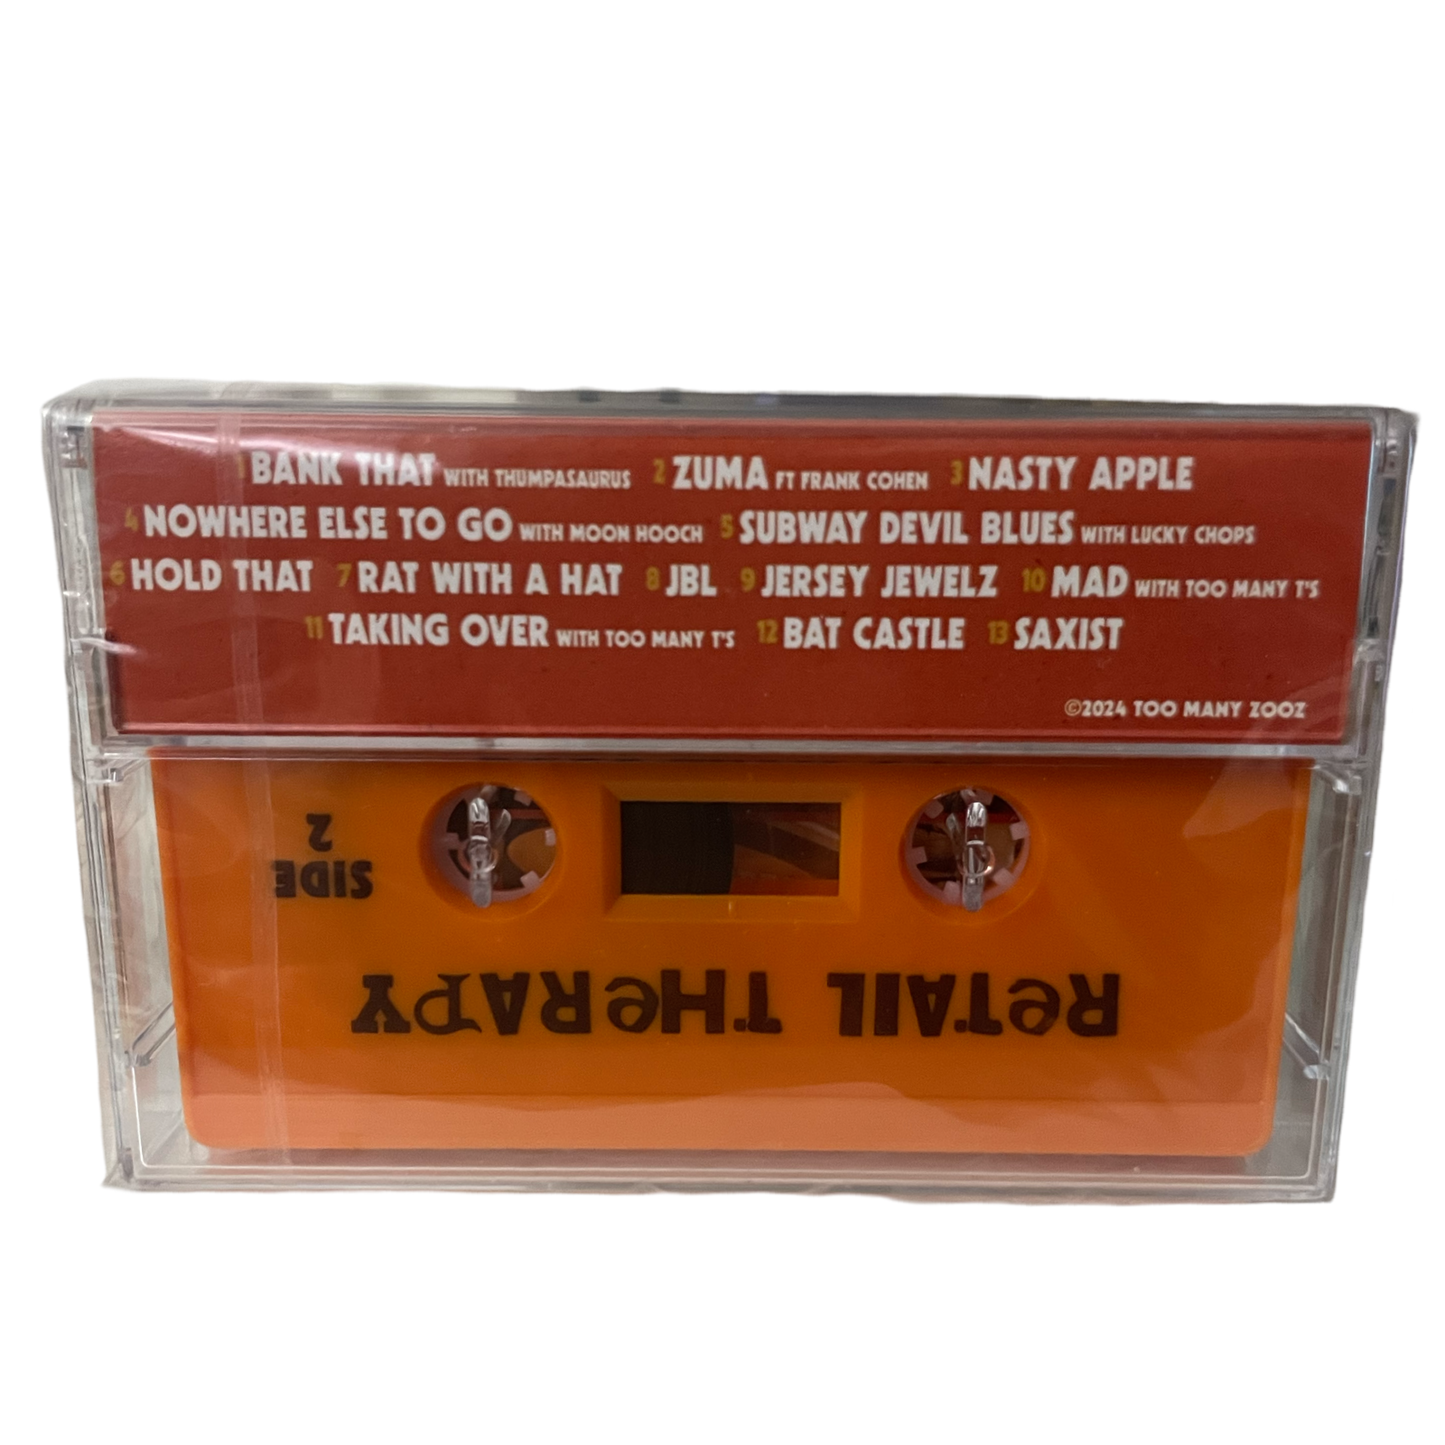 1 BANK THAT WITH THUMPASAURUS 2 ZUMA FT FRANK COHEN 3 NASTY APPLE
4 NOWHERE ELSE TO GO WITH MOON HOOCH 5 SUBWAY DEVIL BLUES WITH LUCKY CHOPS
6 HOLD THAT 7 RAT WITH A HAT 8 JBL 9 JERSEY JEWELZ 10 MAD WITH TOO MANY T'S
11 TAKING OVER WITH TOO MANY T'S 12 BAT CASTLE 13 SAXIST
©2024 TOO MANY ZOOZ
ReTAIL THeRAPY
SIDE
2